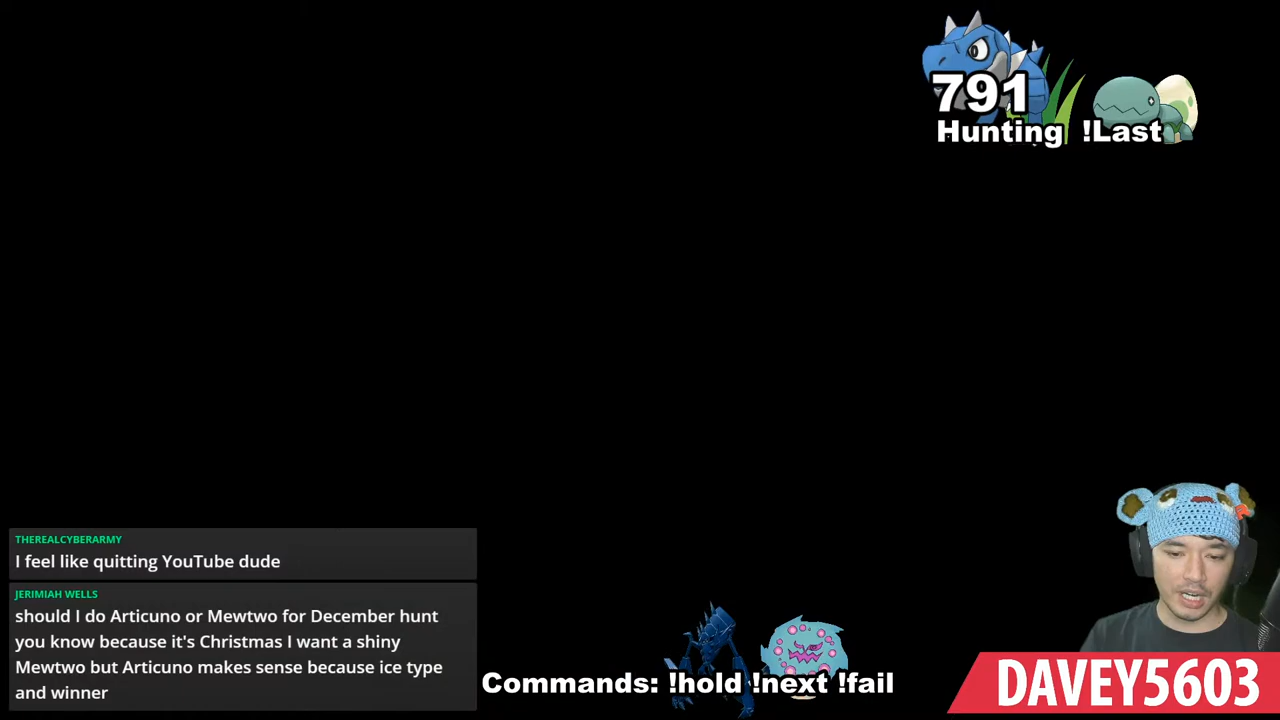 791
Hunting !Last
THEREALCYBERARMY
I feel like quitting YouTube dude
JERIMIAH WELLS
should I do Articuno or Mewtwo for December hunt
you know because it's Christmas I want a shiny
Mewtwo but Articuno makes sense because ice type
and winner
Commands: !hold !next !fail
DAVEY5603